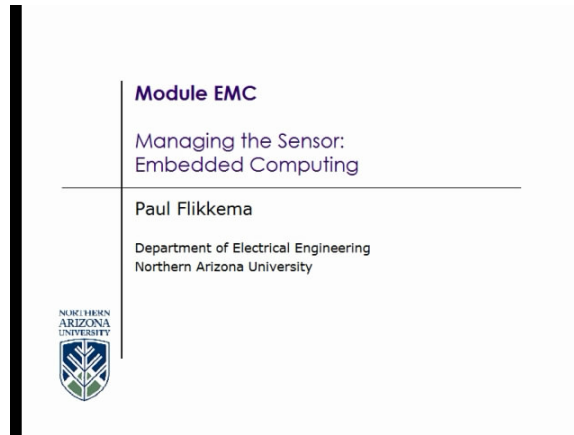 Module EMC
Managing the Sensor:
Embedded Computing
Paul Flikkema
Department of Electrical Engineering
Northern Arizona University
NORTHERN
ARIZONA
UNIVERSITY